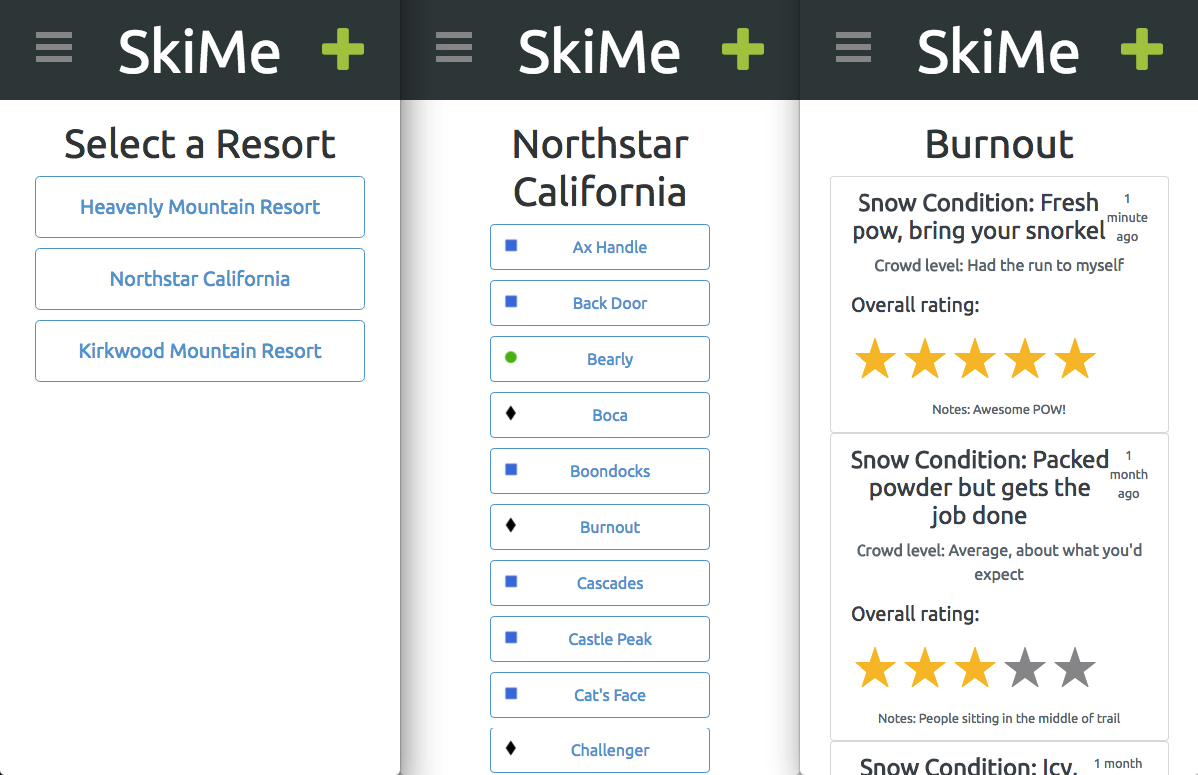 SkiMe
Select a Resort
Heavenly Mountain Resort
Northstar California
Kirkwood Mountain Resort
SkiMe
Northstar
California
Ax Handle
Back Door
Bearly
Boca
Boondocks
Burnout
Cascades
Castle Peak
Cat's Face
Challenger
SkiMe
Burnout
Snow Condition: Fresh
pow, bring your snorkel
1
minute
ago
Crowd level: Had the run to myself
Overall rating:
Notes: Awesome POW!
Snow Condition: Packed
powder but gets the
job done
1
month
ago
Crowd level: Average, about what you'd
expect
Overall rating:
Notes: People sitting in the middle of trail
Snow Condition: Icy,
1 month